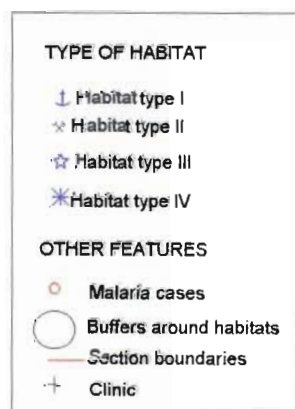 TYPE OF HABITAT
Habitat type I
Habitat type II
Habitat type III
Habitat type IV
OTHER FEATURES
Malaria cases
Buffers around habitats
Section boundaries
Clinic